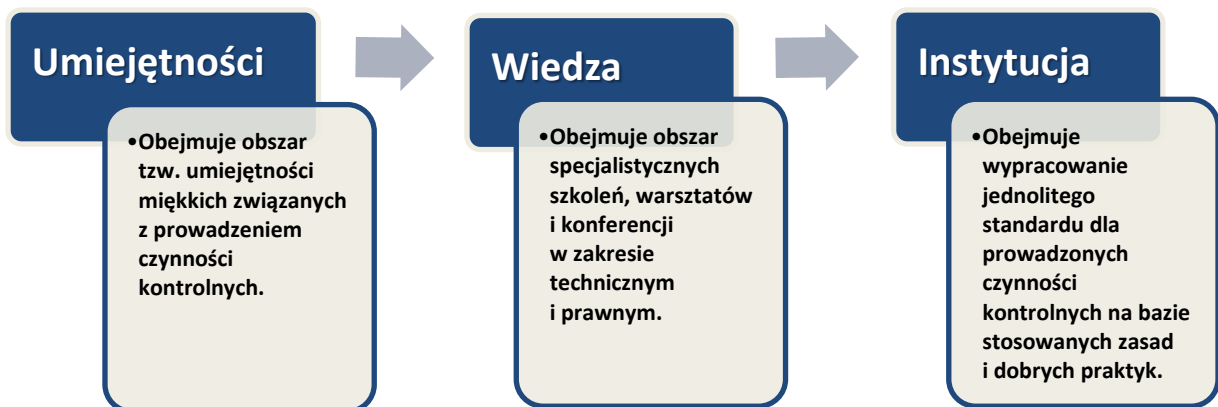 Umiejętności
•Obejmuje obszar
tzw. umiejętności
miękkich związanych
z prowadzeniem
czynności
kontrolnych.
Wiedza
•Obejmuje obszar
specjalistycznych
szkoleń, warsztatów
i konferencji
w zakresie
technicznym
i prawnym.
Instytucja
•Obejmuje
wypracowanie
jednolitego
standardu dla
prowadzonych
czynności
kontrolnych na bazie
stosowanych zasad
i dobrych praktyk.